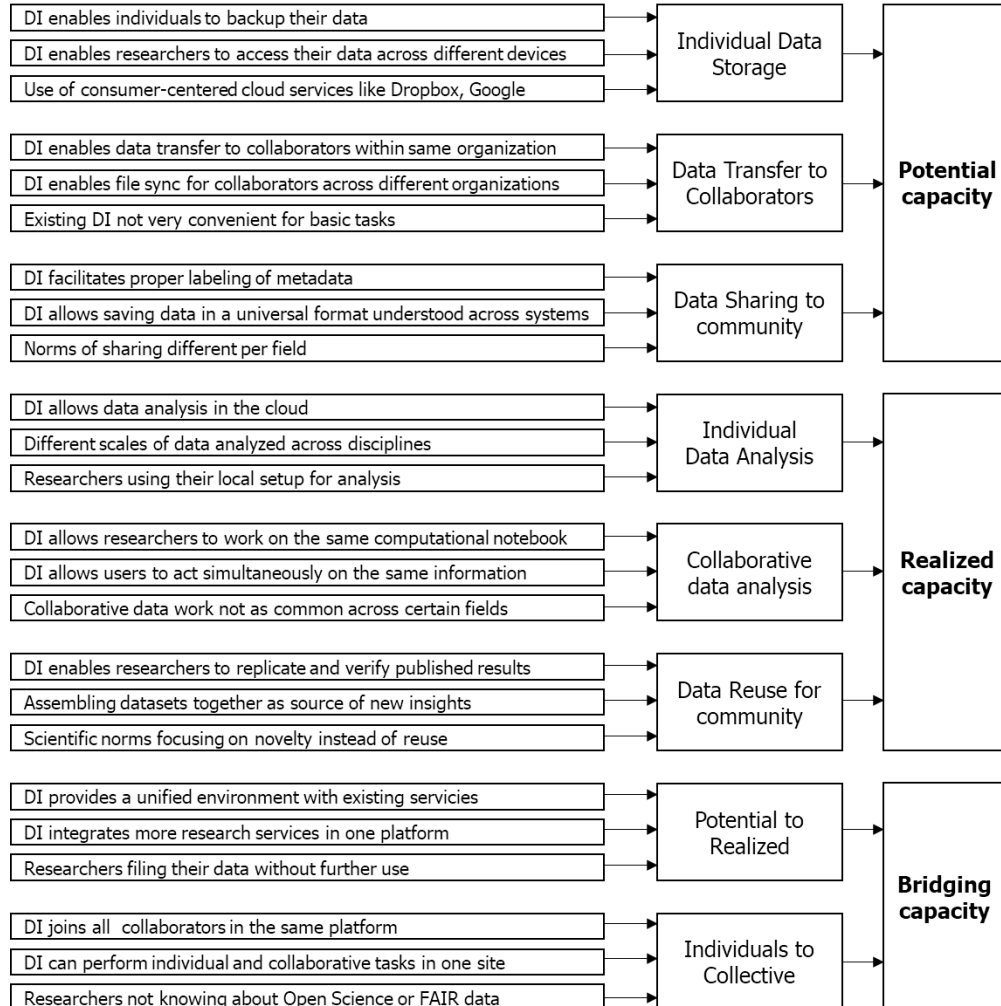 DI enables individuals to backup their data
DI enables researchers to access their data across different devices
Use of consumer-centered cloud services like Dropbox, Google
Individual Data
Storage
DI enables data transfer to collaborators within same organization
DI enables file sync for collaborators across different organizations
Existing DI not very convenient for basic tasks
Data Transfer to
Collaborators
DI facilitates proper labeling of metadata
DI allows saving data in a universal format understood across systems
Norms of sharing different per field
Data Sharing to
community
Potential
capacity
DI allows data analysis in the cloud
Different scales of data analyzed across disciplines
Researchers using their local setup for analysis
Individual
Data Analysis
DI allows researchers to work on the same computational notebook
DI allows users to act simultaneously on the same information
Collaborative data work not as common across certain fields
Collaborative
data analysis
DI enables researchers to replicate and verify published results
Assembling datasets together as source of new insights
Scientific norms focusing on novelty instead of reuse
Data Reuse for
community
Realized
capacity
DI provides a unified environment with existing servicies
DI integrates more research services in one platform
Researchers filing their data without further use
Potential to
Realized
DI joins all collaborators in the same platform
DI can perform individual and collaborative tasks in one site
Researchers not knowing about Open Science or FAIR data
Individuals to
Collective
Bridging
capacity